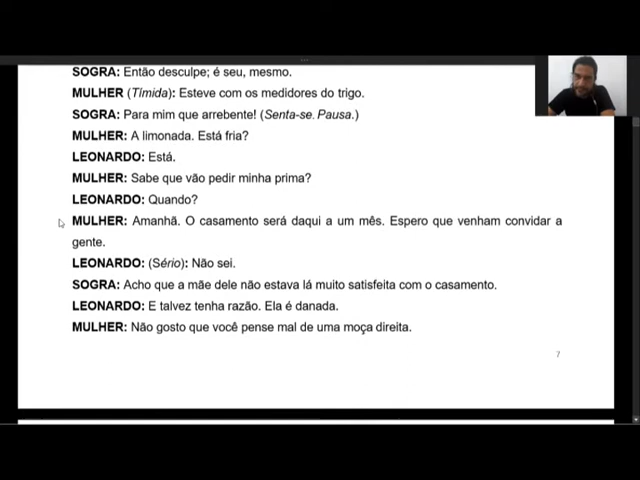 SOGRA: Então desculpe; é seu, mesmo.
MULHER (Tímida): Esteve com os medidores do trigo.
SOGRA: Para mim que arrebente! (Senta-se. Pausa.)
MULHER: A limonada. Está fria?
LEONARDO: Está.
MULHER: Sabe que vão pedir minha prima?
LEONARDO: Quando?
MULHER: Amanhã. O casamento será daqui a um mês. Espero que venham convidar a
gente.
LEONARDO: (Sério): Não sei.
SOGRA: Acho que a mãe dele não estava lá muito satisfeita com o casamento.
LEONARDO: E talvez tenha razão. Ela é danada.
MULHER: Não gosto que você pense mal de uma moça direita.
7